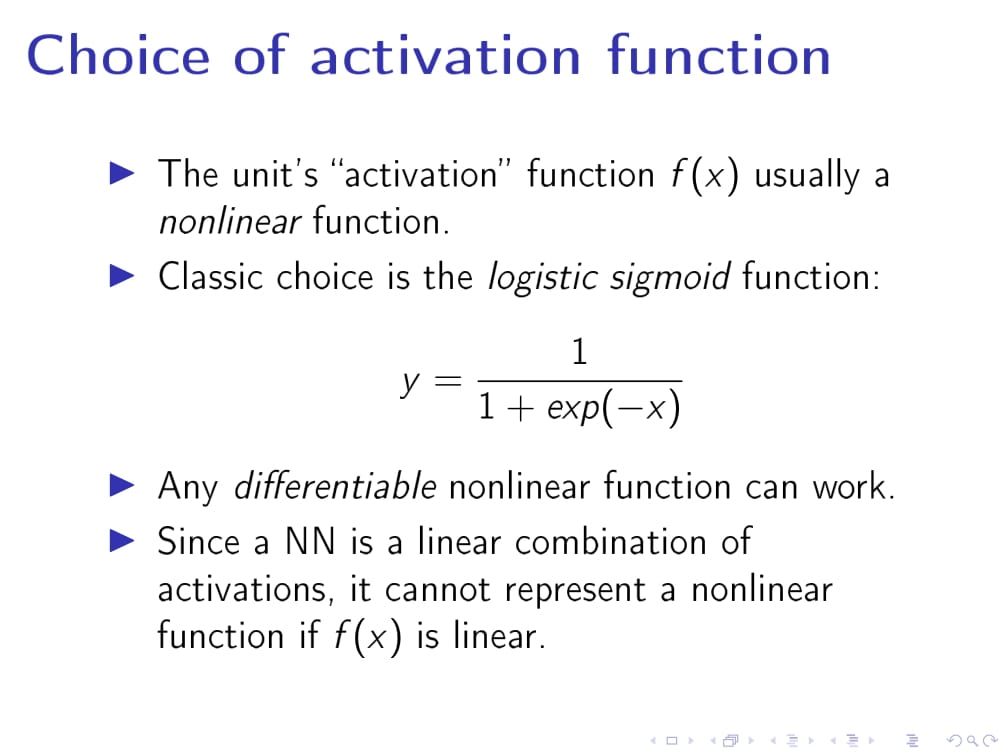 Choice of activation function
▶ The unit's “activation” function f(x) usually a
nonlinear function.
▶ Classic choice is the logistic sigmoid function:
y = 1 / (1 + exp(−x))
▶ Any differentiable nonlinear function can work.
▶ Since a NN is a linear combination of
activations, it cannot represent a nonlinear
function if f(x) is linear.